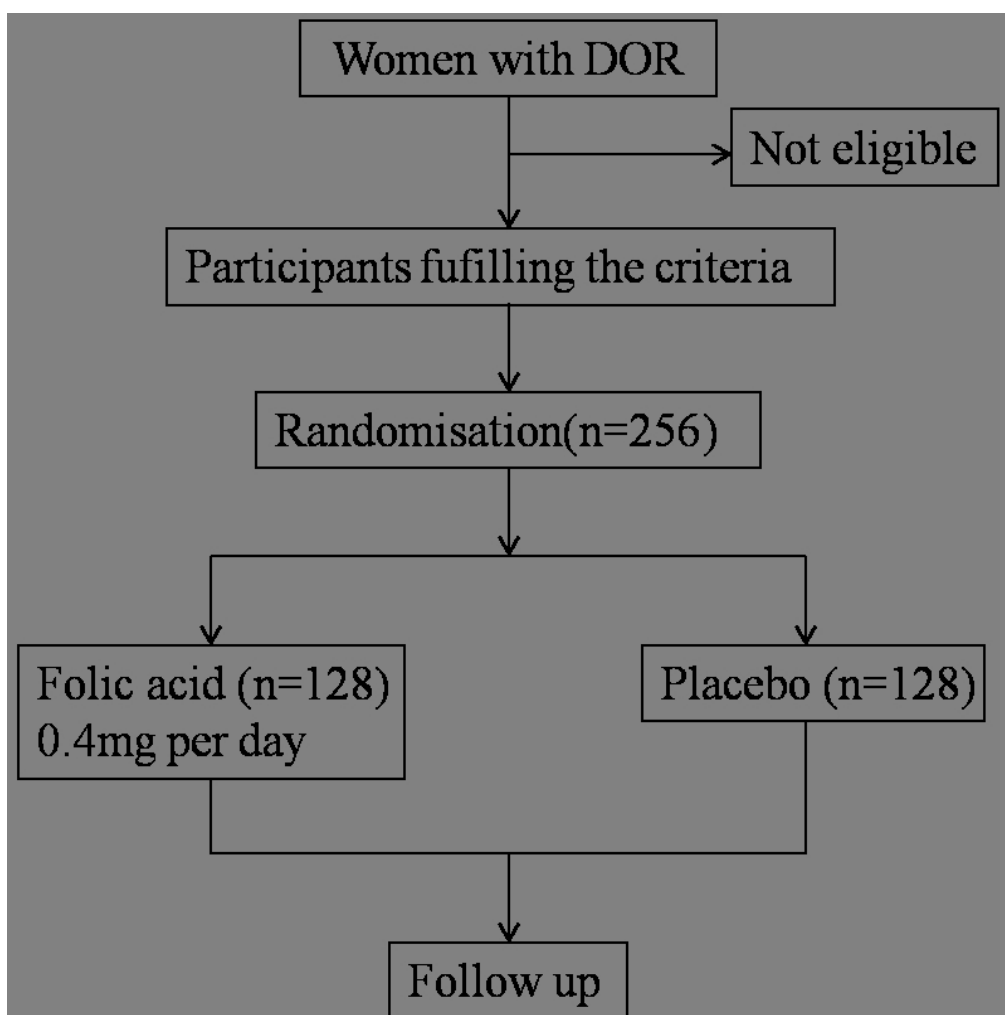 Women with DOR
Not eligible
Participants fufilling the criteria
Randomisation(n=256)
Folic acid (n=128)
0.4mg per day
Placebo (n=128)
Follow up